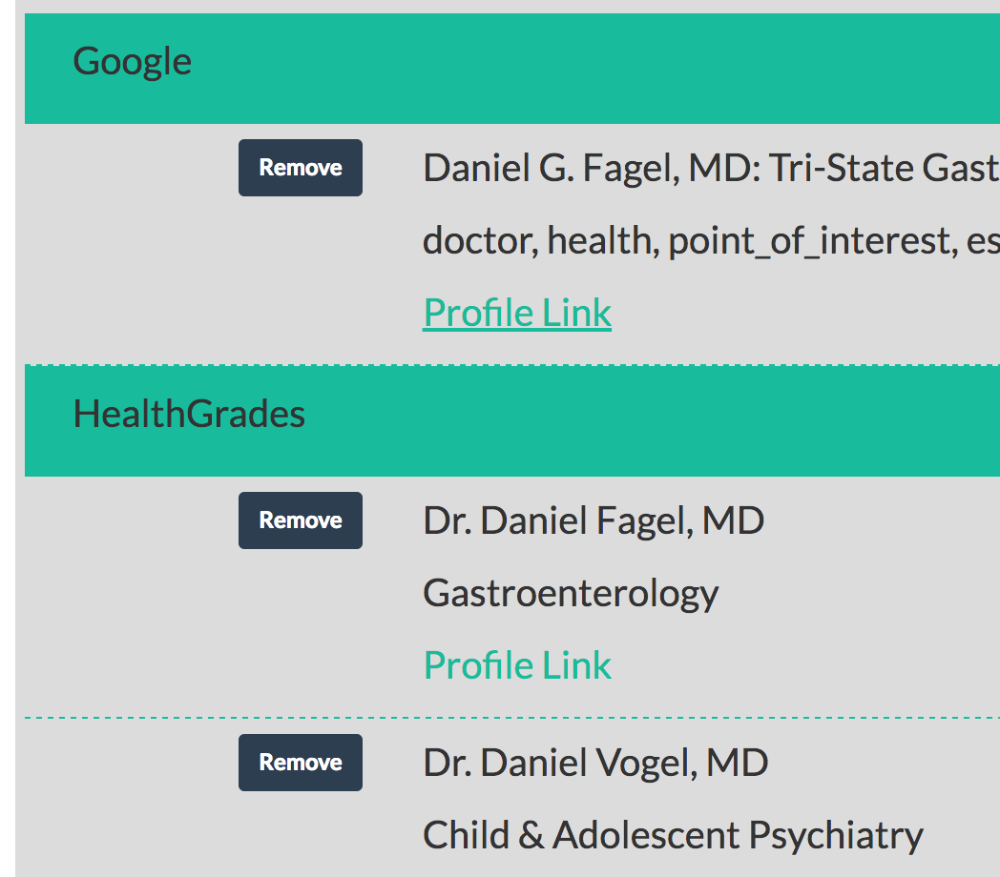 Google
Remove
Daniel G. Fagel, MD: Tri-State Gast
doctor, health, point_of_interest, es
Profile Link
HealthGrades
Remove
Dr. Daniel Fagel, MD
Gastroenterology
Profile Link
Remove
Dr. Daniel Vogel, MD
Child & Adolescent Psychiatry